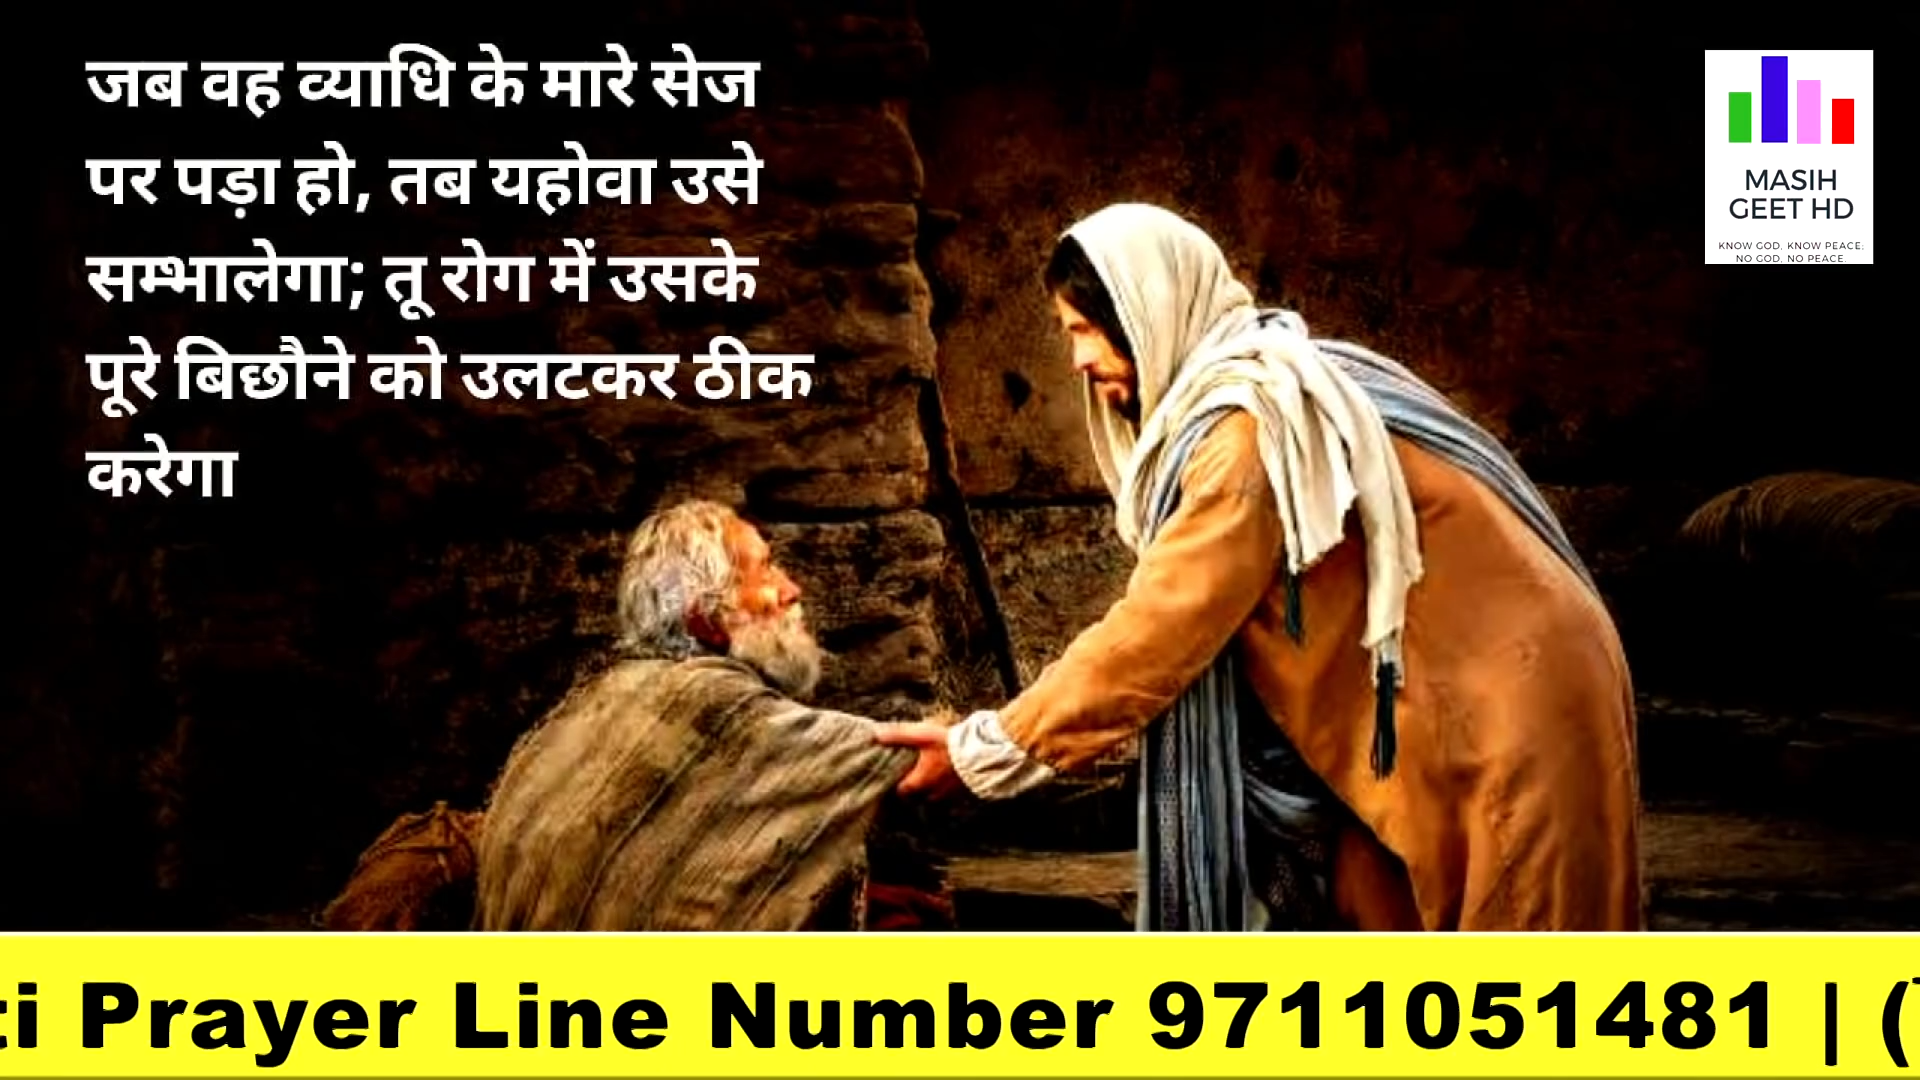 जब वह व्याधि के मारे सेज
पर पड़ा हो, तब यहोवा उसे
सम्भालेगा; तू रोग में उसके
पूरे बिछौने को उलटकर ठीक
करेगा
MASIH
GEET HD
KNOW GOD, KNOW PEACE;
NO GOD, NO PEACE.
ti Prayer Line Number 9711051481 | (